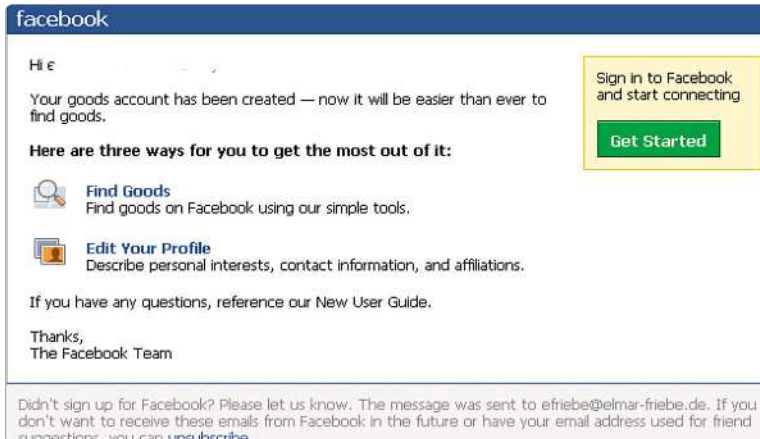 facebook
Hi
Sign in to Facebook
and start connecting
Get Started
Your goods account has been created — now it will be easier than ever to
find goods.
Here are three ways for you to get the most out of it:
Find Goods
Find goods on Facebook using our simple tools.
Edit Your Profile
Describe personal interests, contact information, and affiliations.
If you have any questions, reference our New User Guide.
Thanks,
The Facebook Team
Didn't sign up for Facebook? Please let us know. The message was sent to efriebe@elmar-friebe.de. If you
don't want to receive these emails from Facebook in the future or have your email address used for friend
suggestions, you can unsubscribe.